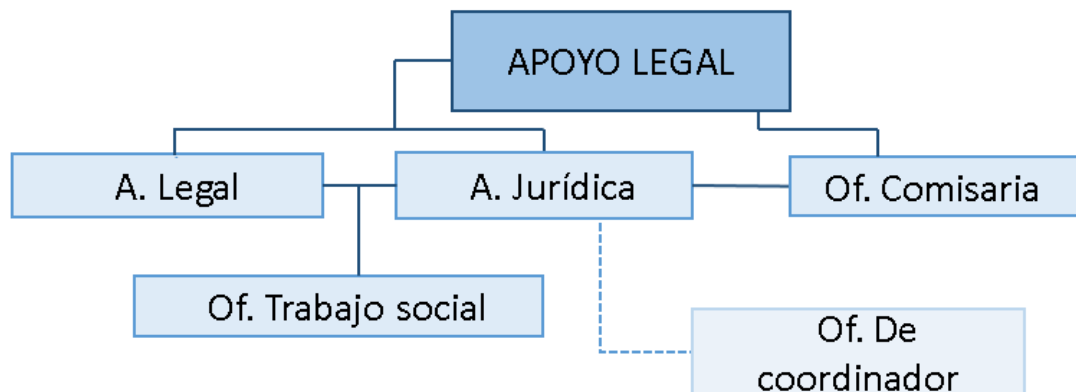 APOYO LEGAL
A. Legal
A. Jurídica
Of. Comisaria
Of. Trabajo social
Of. De
coordinador